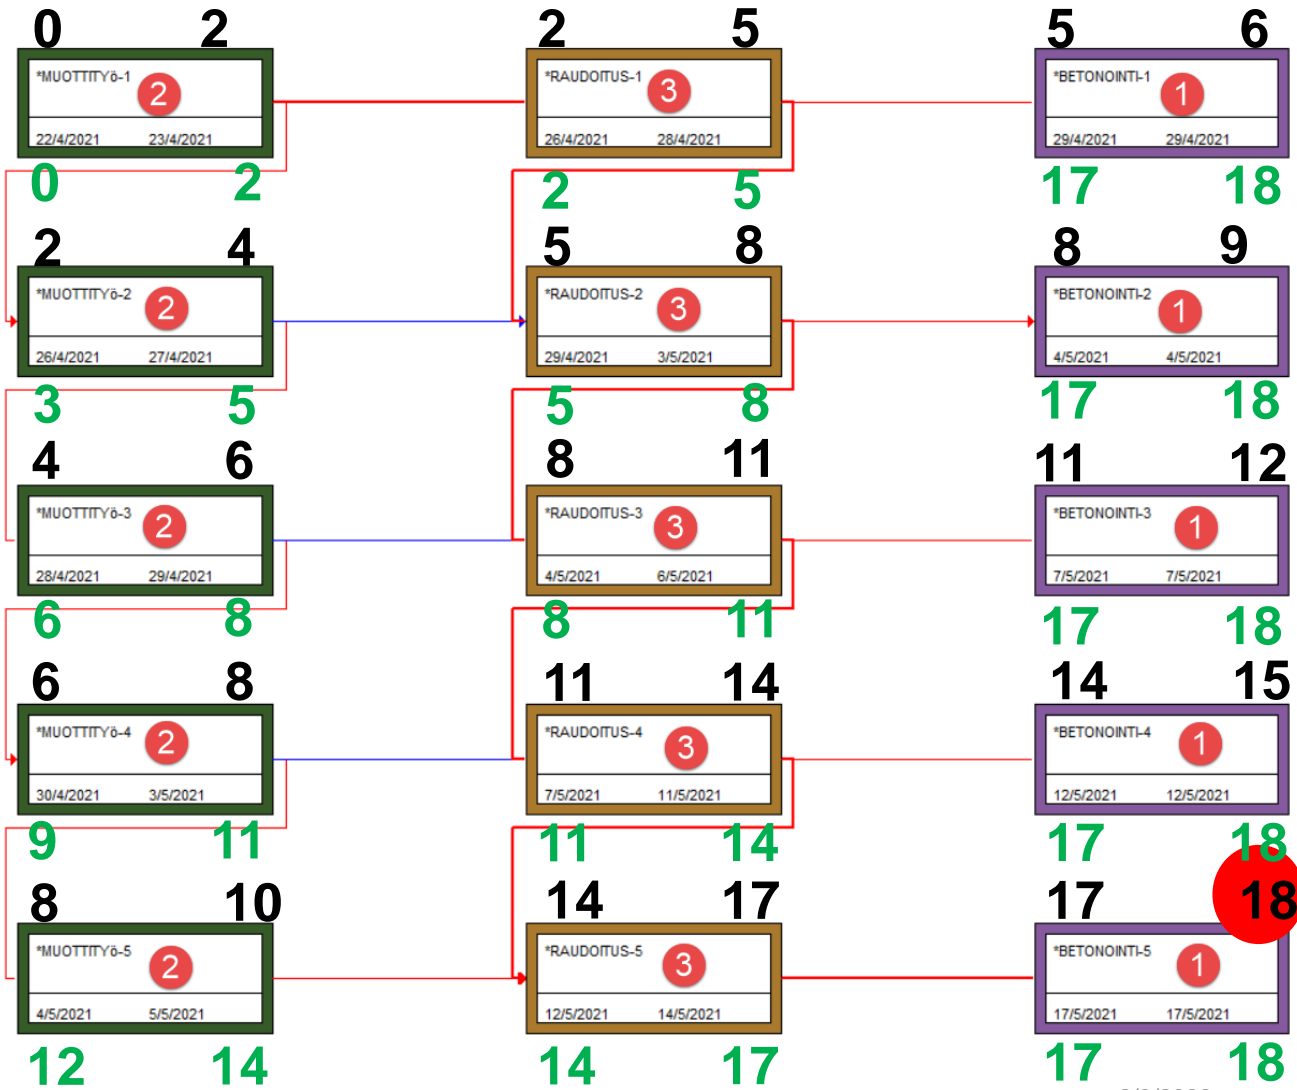 0 2 2 5 5 6
*MUOTTITYö-1 2 *RAUDOITUS-1 3 *BETONOINTI-1 1
22/4/2021 23/4/2021 26/4/2021 28/4/2021 29/4/2021 29/4/2021
0 2 2 5 17 18
2 4 5 8 8 9
*MUOTTITYö-2 2 *RAUDOITUS-2 3 *BETONOINTI-2 1
26/4/2021 27/4/2021 29/4/2021 3/5/2021 4/5/2021 4/5/2021
3 5 5 8 17 18
4 6 8 11 11 12
*MUOTTITYö-3 2 *RAUDOITUS-3 3 *BETONOINTI-3 1
28/4/2021 29/4/2021 4/5/2021 6/5/2021 7/5/2021 7/5/2021
6 8 8 11 17 18
6 8 11 14 14 15
*MUOTTITYö-4 2 *RAUDOITUS-4 3 *BETONOINTI-4 1
30/4/2021 3/5/2021 7/5/2021 11/5/2021 12/5/2021 12/5/2021
9 11 11 14 17 18
8 10 14 17 17 18
*MUOTTITYö-5 2 *RAUDOITUS-5 3 *BETONOINTI-5 1
4/5/2021 5/5/2021 12/5/2021 14/5/2021 17/5/2021 17/5/2021
12 14 14 17 17 18